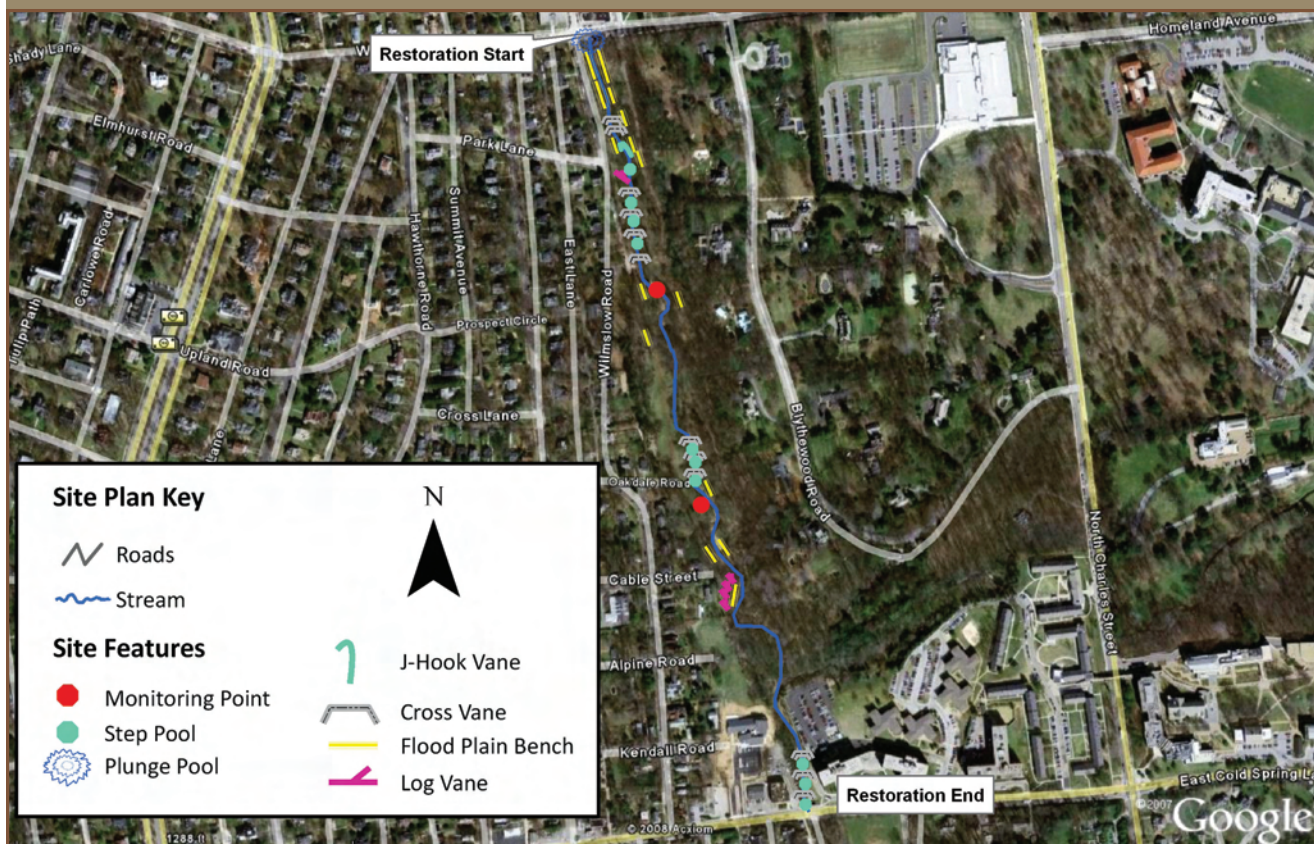 Homeland Avenue
Shady Lane
W
Restoration Start
Elmhurst Road
Park Lane
Carlowe Road
Hawthorne Road
Summit Avenue
East Lane
Wilmslow Road
Tulip Path
Prospect Circle
Upland Road
Cross Lane
Blythewood Road
Lane
Oakdale Road
North Charles Street
Cable Street
Alpine Road
Kendall Road
East Cold Spring L
Restoration End
Site Plan Key
N
Roads
Stream
Site Features
Monitoring Point
Step Pool
Plunge Pool
J-Hook Vane
Cross Vane
Flood Plain Bench
Log Vane
1288 ft
© 2008 Acxiom
©2007
Google